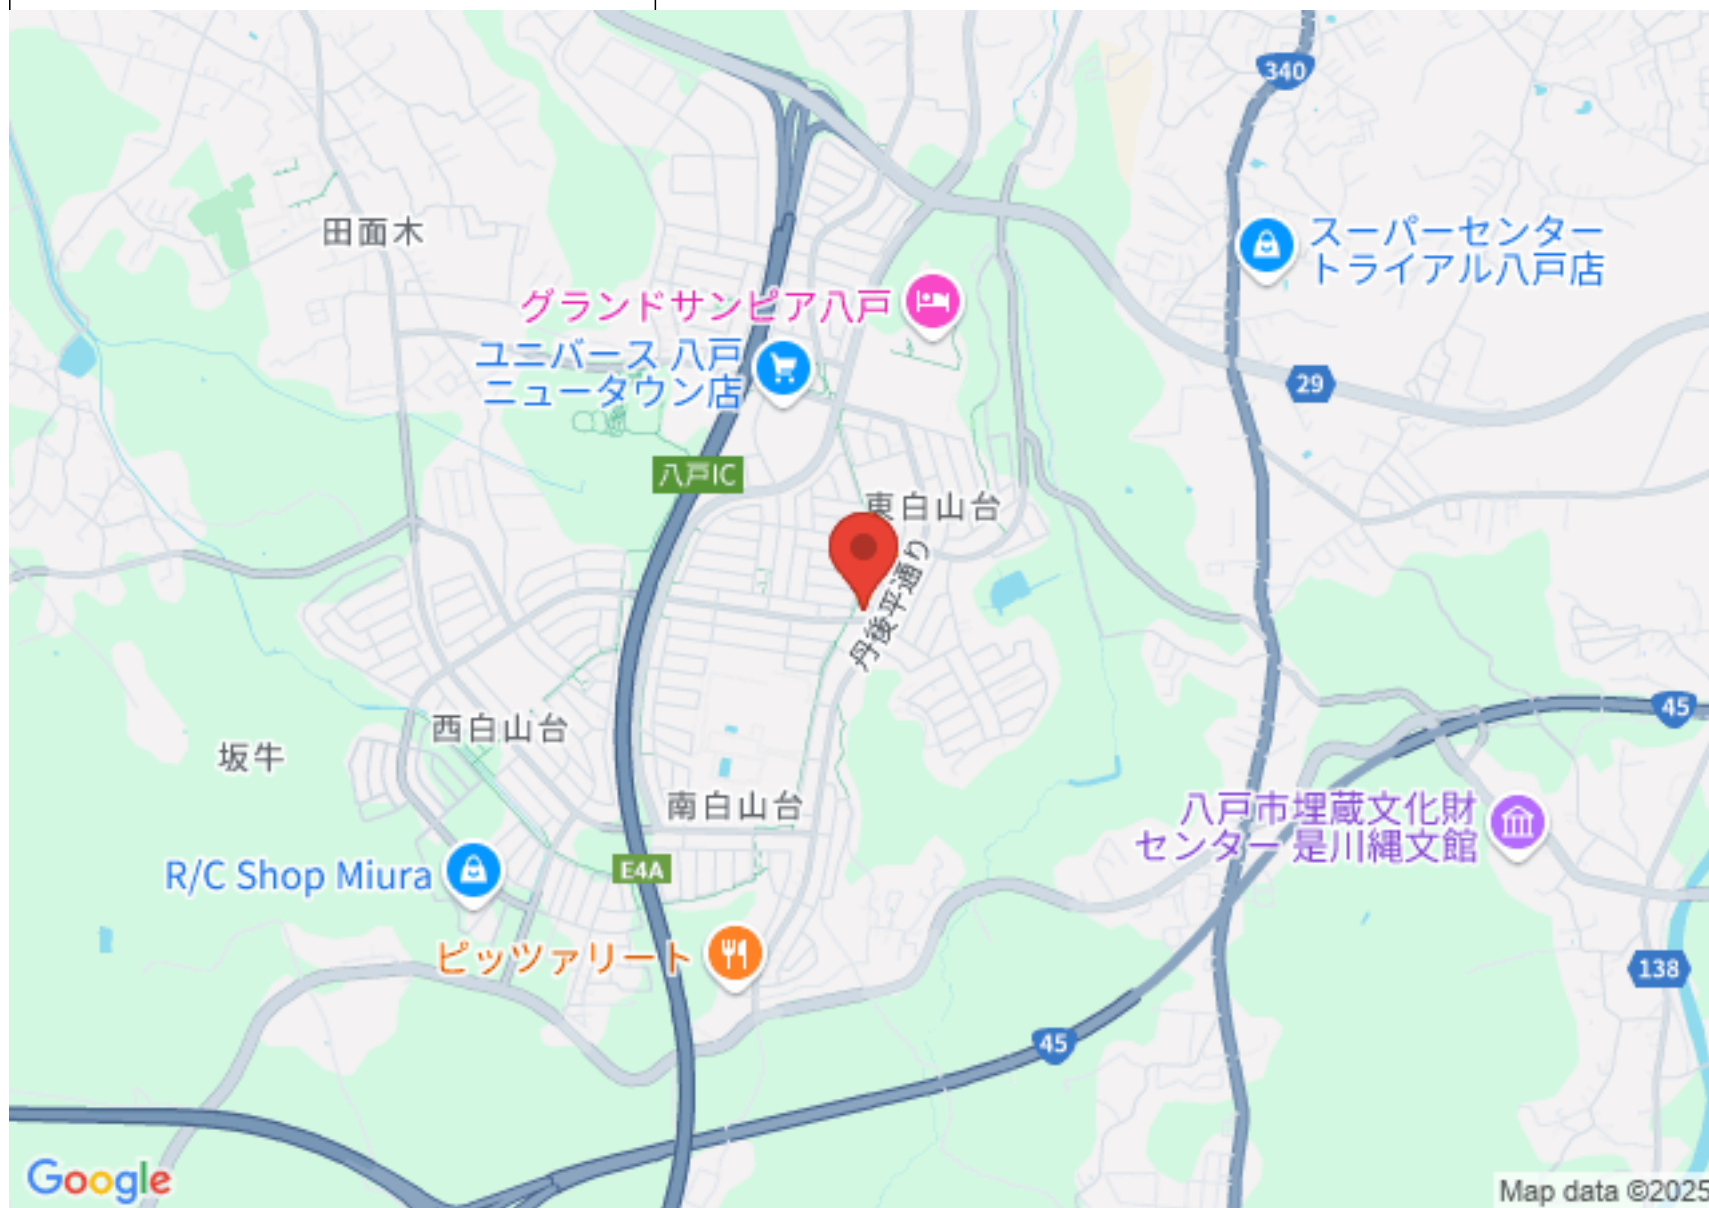 340
田面木
スーパーセンター
トライアル八戸店
グランドサンピア八戸
ユニバース 八戸
ニュータウン店
29
八戸IC
東白山台
丹後平通り
45
西白山台
坂牛
南白山台
八戸市埋蔵文化財
センター 是川縄文館
R/C Shop Miura
E4A
ピッツァリート
138
45
Google
Map data ©2025